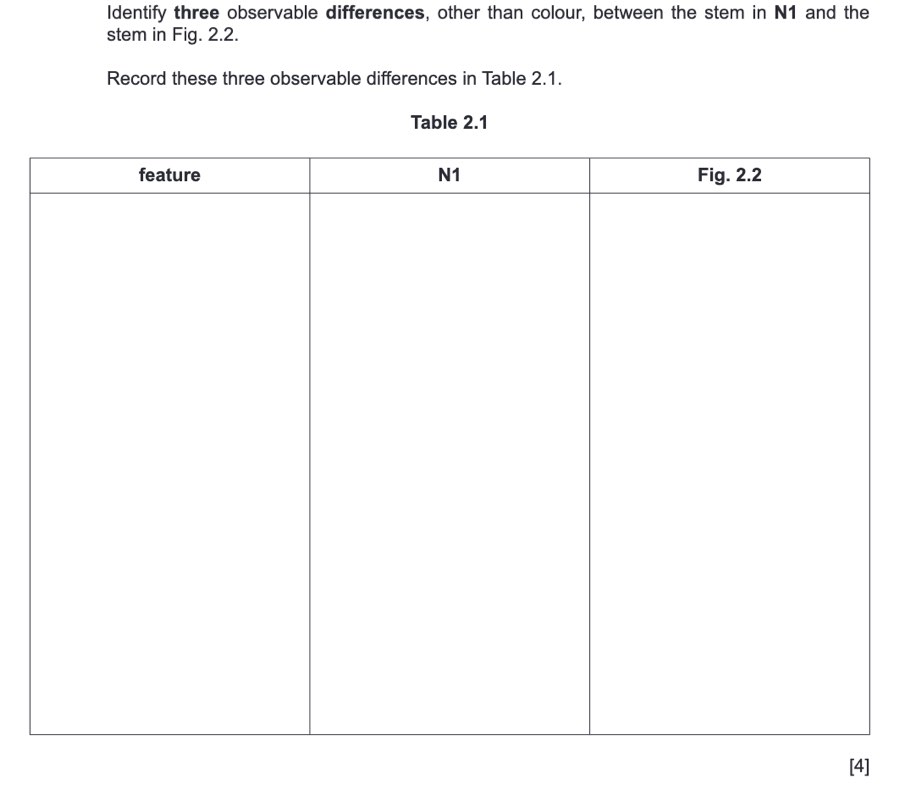 Identify three observable differences, other than colour, between the stem in N1 and the
stem in Fig. 2.2.
Record these three observable differences in Table 2.1.
Table 2.1
feature N1 Fig. 2.2
[4]